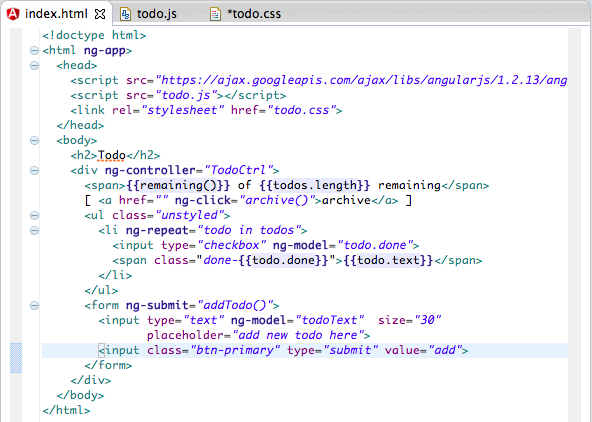 index.html todo.js *todo.css
<!doctype html>
<html ng-app>
<head>
<script src="https://ajax.googleapis.com/ajax/libs/angularjs/1.2.13/ang
<script src="todo.js"></script>
<link rel="stylesheet" href="todo.css">
</head>
<body>
<h2>Todo</h2>
<div ng-controller="TodoCtrl">
<span>{{remaining()}} of {{todos.length}} remaining</span>
[ <a href="" ng-click="archive()">archive</a> ]
<ul class="unstyled">
<li ng-repeat="todo in todos">
<input type="checkbox" ng-model="todo.done">
<span class="done-{{todo.done}}">{{todo.text}}</span>
</li>
</ul>
<form ng-submit="addTodo()">
<input type="text" ng-model="todoText"  size="30"
placeholder="add new todo here">
<input class="btn-primary" type="submit" value="add">
</form>
</div>
</body>
</html>